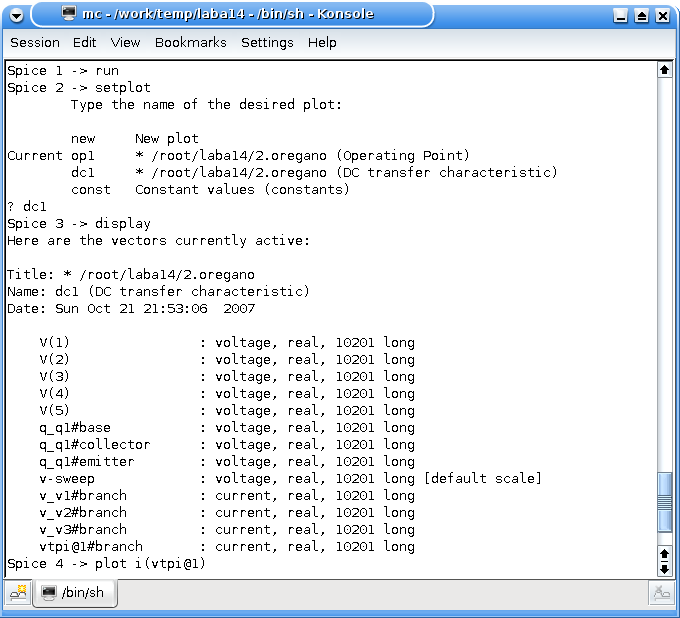 mc - /work/temp/laba14 - /bin/sh - Konsole
Session Edit View Bookmarks Settings Help
Spice 1 -> run
Spice 2 -> setplot
        Type the name of the desired plot:

        new     New plot
Current op1     * /root/laba14/2.oregano (Operating Point)
        dc1     * /root/laba14/2.oregano (DC transfer characteristic)
        const   Constant values (constants)
? dc1
Spice 3 -> display
Here are the vectors currently active:

Title: * /root/laba14/2.oregano
Name: dc1 (DC transfer characteristic)
Date: Sun Oct 21 21:53:06  2007

    V(1)                : voltage, real, 10201 long
    V(2)                : voltage, real, 10201 long
    V(3)                : voltage, real, 10201 long
    V(4)                : voltage, real, 10201 long
    V(5)                : voltage, real, 10201 long
    q_q1#base           : voltage, real, 10201 long
    q_q1#collector      : voltage, real, 10201 long
    q_q1#emitter        : voltage, real, 10201 long
    v-sweep             : voltage, real, 10201 long [default scale]
    v_v1#branch         : current, real, 10201 long
    v_v2#branch         : current, real, 10201 long
    v_v3#branch         : current, real, 10201 long
    vtpi@1#branch       : current, real, 10201 long
Spice 4 -> plot i(vtpi@1)
/bin/sh